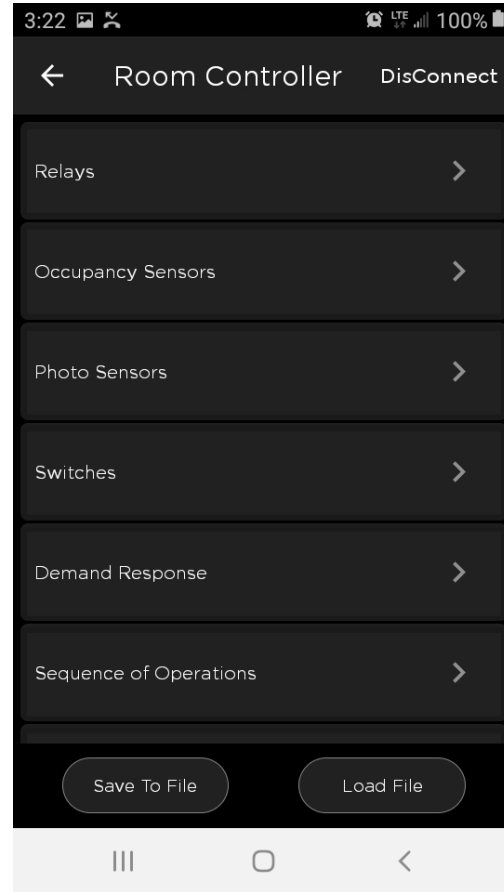 3:22 LTE 100%
Room Controller DisConnect
Relays
Occupancy Sensors
Photo Sensors
Switches
Demand Response
Sequence of Operations
Save To File Load File